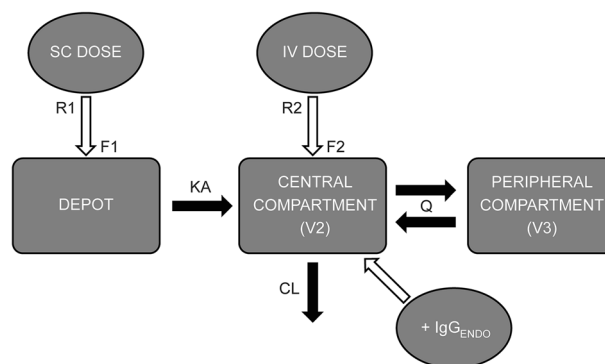 SC DOSE
IV DOSE
R1
R2
F1
F2
DEPOT
KA
CENTRAL
COMPARTMENT
(V2)
Q
PERIPHERAL
COMPARTMENT
(V3)
CL
+ IgGENDO